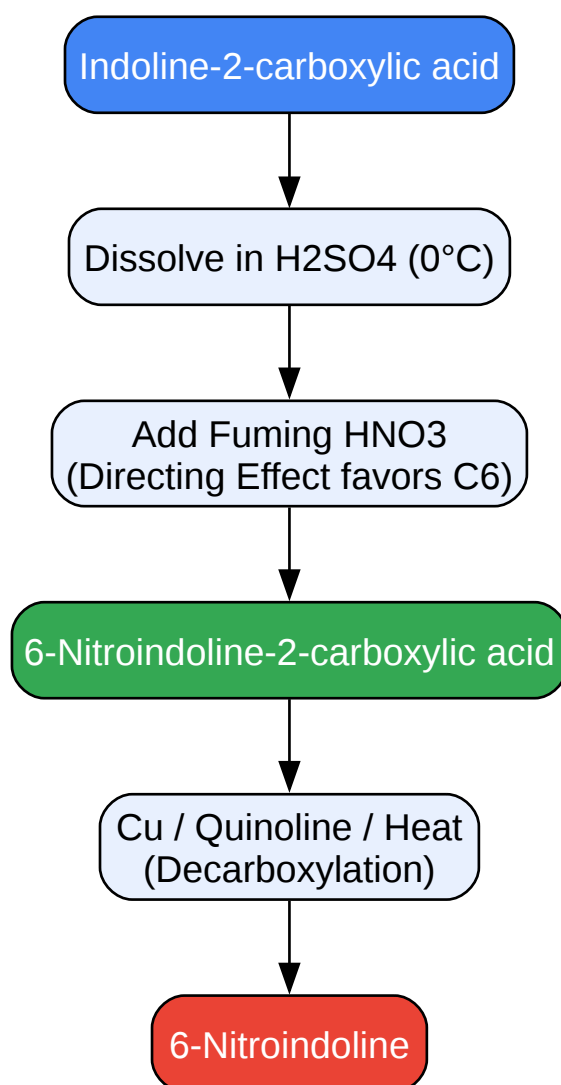 Indoline-2-carboxylic acid
Dissolve in H2SO4 (0°C)
Add Fuming HNO3
(Directing Effect favors C6)
6-Nitroindoline-2-carboxylic acid
Cu / Quinoline / Heat
(Decarboxylation)
6-Nitroindoline